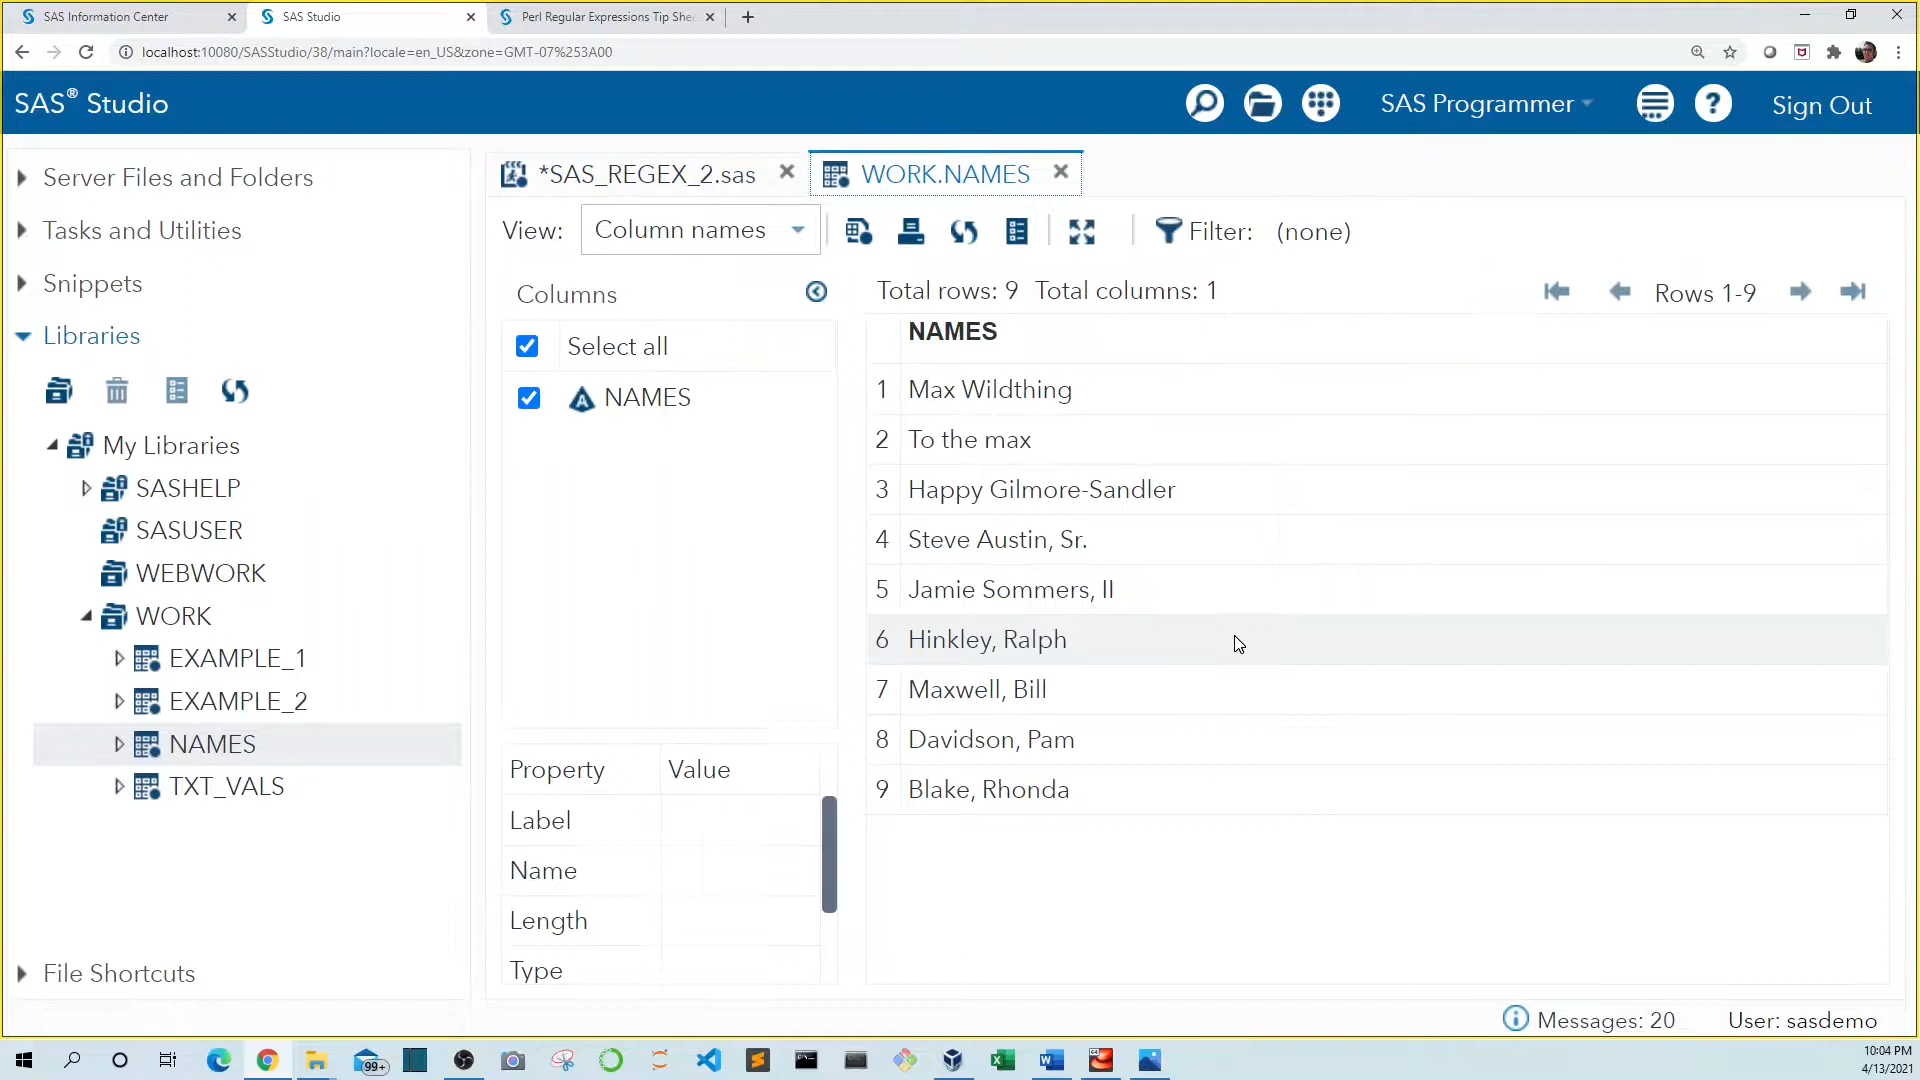 SAS Information Center
SAS Studio
Perl Regular Expressions Tip She
localhost:10080/SASStudio/38/main?locale=en_US&zone=GMT-07%253A00
SAS® Studio
SAS Programmer
Sign Out
Server Files and Folders
Tasks and Utilities
Snippets
Libraries
My Libraries
SASHELP
SASUSER
WEBWORK
WORK
EXAMPLE_1
EXAMPLE_2
NAMES
TXT_VALS
File Shortcuts
*SAS_REGEX_2.sas
WORK.NAMES
View: Column names
Filter: (none)
Columns
Select all
NAMES
Property Value
Label
Name
Length
Type
Total rows: 9 Total columns: 1
Rows 1-9
NAMES
1 Max Wildthing
2 To the max
3 Happy Gilmore-Sandler
4 Steve Austin, Sr.
5 Jamie Sommers, II
6 Hinkley, Ralph
7 Maxwell, Bill
8 Davidson, Pam
9 Blake, Rhonda
Messages: 20
User: sasdemo
99+
10:04 PM
4/13/2021